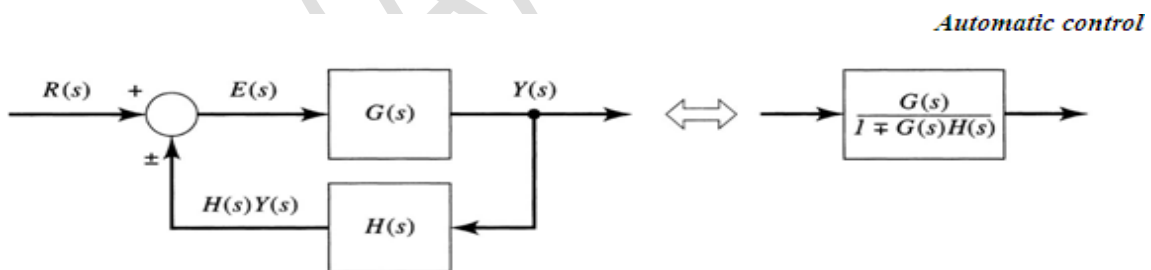 Automatic control
R(s)
+
E(s)
G(s)
Y(s)
G(s)
1 ∓ G(s)H(s)
±
H(s)Y(s)
H(s)